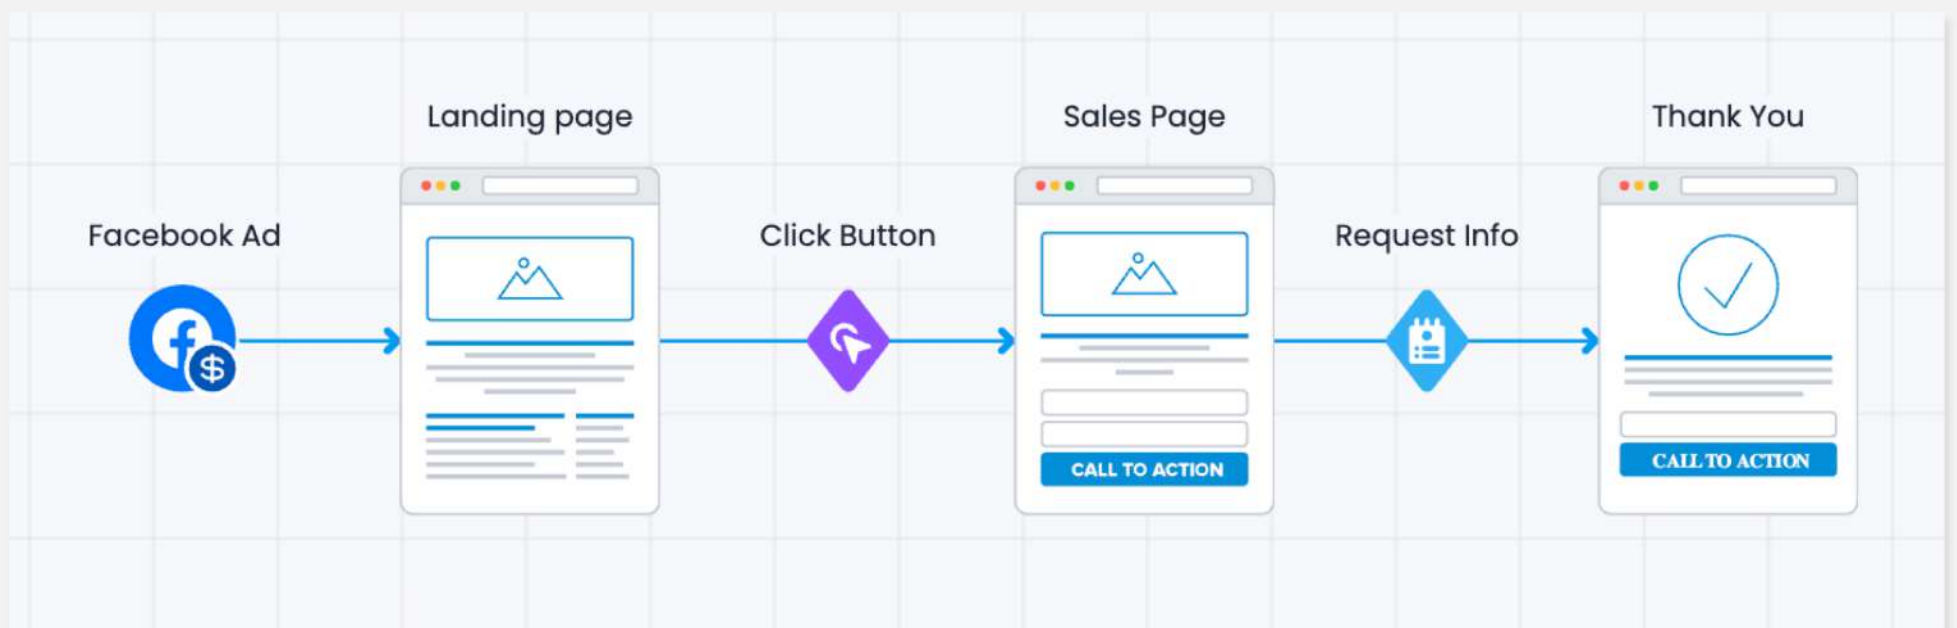 Landing page
Sales Page
Thank You
Facebook Ad
Click Button
Request Info
$
CALL TO ACTION
CALL TO ACTION